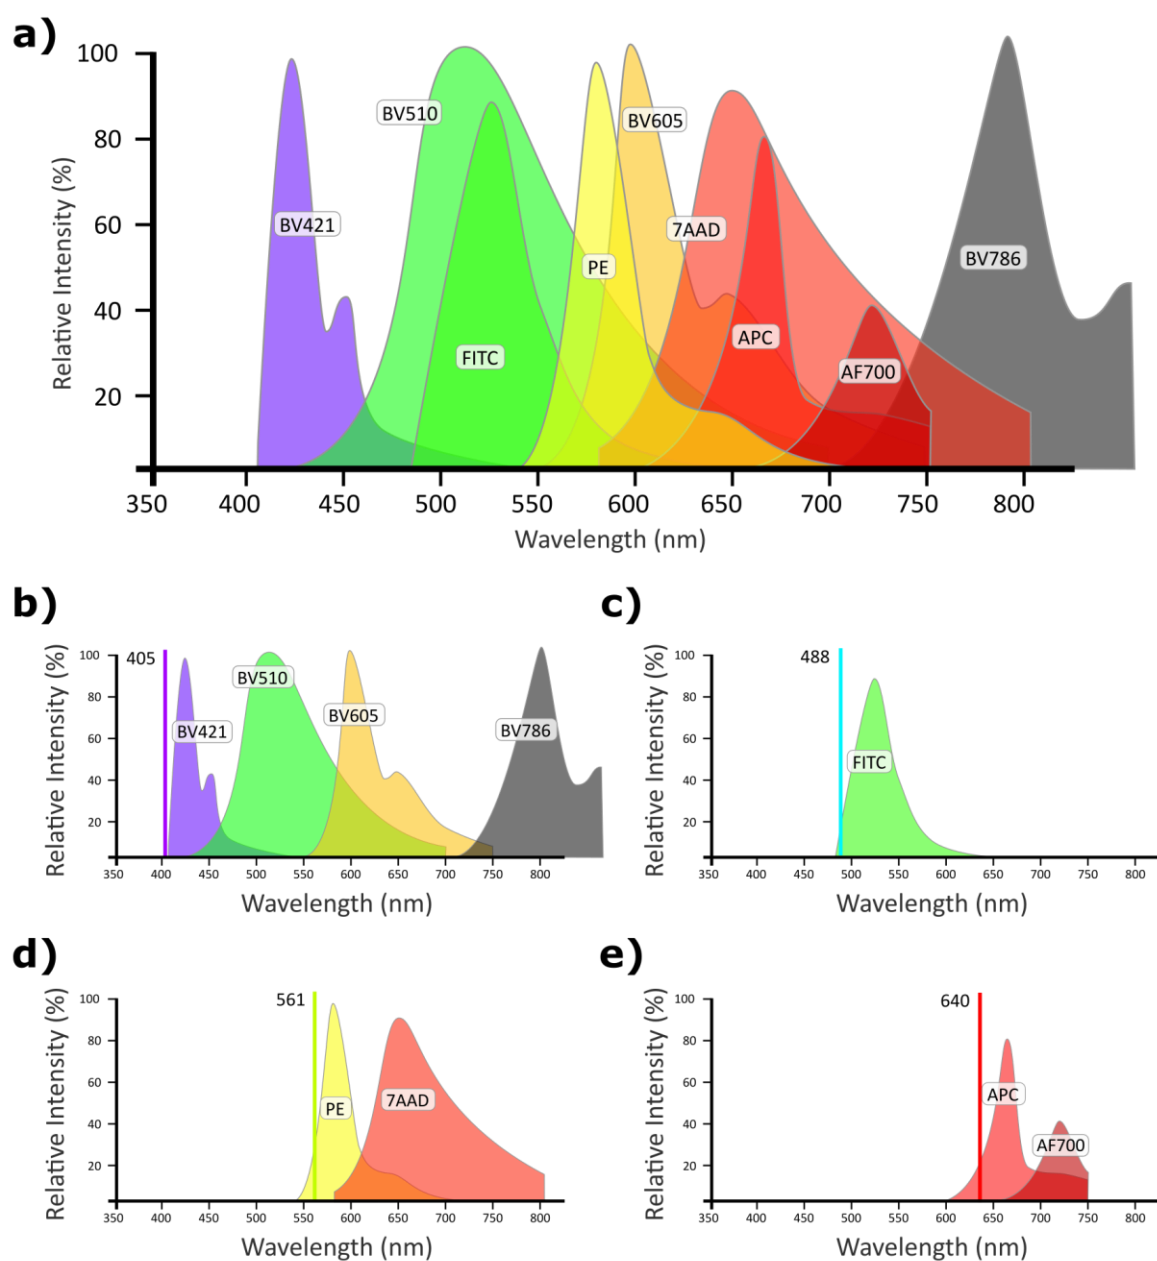 a)
Relative Intensity (%)
100
80
60
40
20
BV421
BV510
FITC
PE
BV605
7AAD
APC
AF700
BV786
350 400 450 500 550 600 650 700 750 800
Wavelength (nm)
b)
Relative Intensity (%)
100
80
60
40
20
405
BV421
BV510
BV605
BV786
350 400 450 500 550 600 650 700 750 800
Wavelength (nm)
c)
Relative Intensity (%)
100
80
60
40
20
488
FITC
350 400 450 500 550 600 650 700 750 800
Wavelength (nm)
d)
Relative Intensity (%)
100
80
60
40
20
561
PE
7AAD
350 400 450 500 550 600 650 700 750 800
Wavelength (nm)
e)
Relative Intensity (%)
100
80
60
40
20
640
APC
AF700
350 400 450 500 550 600 650 700 750 800
Wavelength (nm)